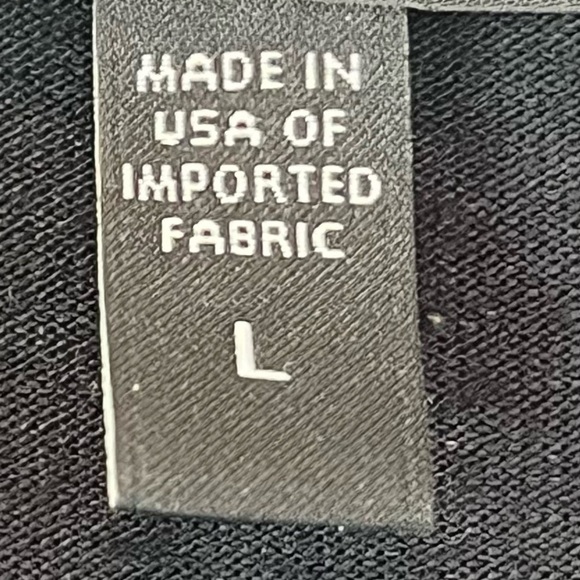 MADE IN
USA OF
IMPORTED
FABRIC
L